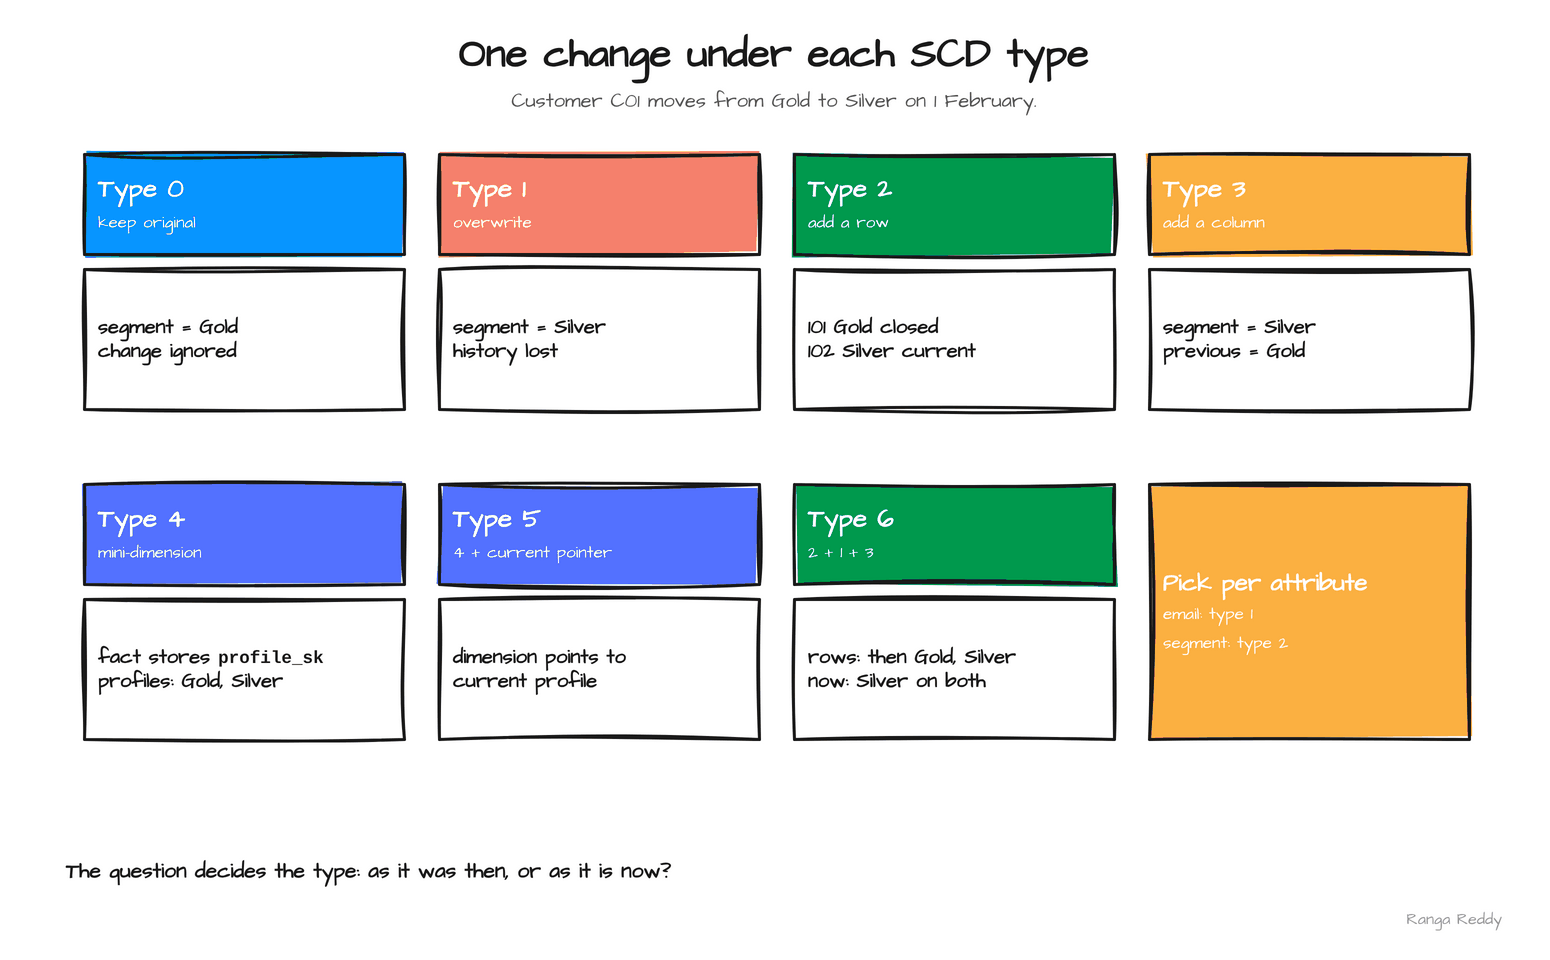 One change under each SCD type
Customer C01 moves from Gold to Silver on 1 February.
Type 0
keep original
segment = Gold
change ignored
Type 1
overwrite
segment = Silver
history lost
Type 2
add a row
101 Gold closed
102 Silver current
Type 3
add a column
segment = Silver
previous = Gold
Type 4
mini-dimension
fact stores profile_sk
profiles: Gold, Silver
Type 5
4 + current pointer
dimension points to
current profile
Type 6
2 + 1 + 3
rows: then Gold, Silver
now: Silver on both
Pick per attribute
email: type 1
segment: type 2
The question decides the type: as it was then, or as it is now?
Ranga Reddy